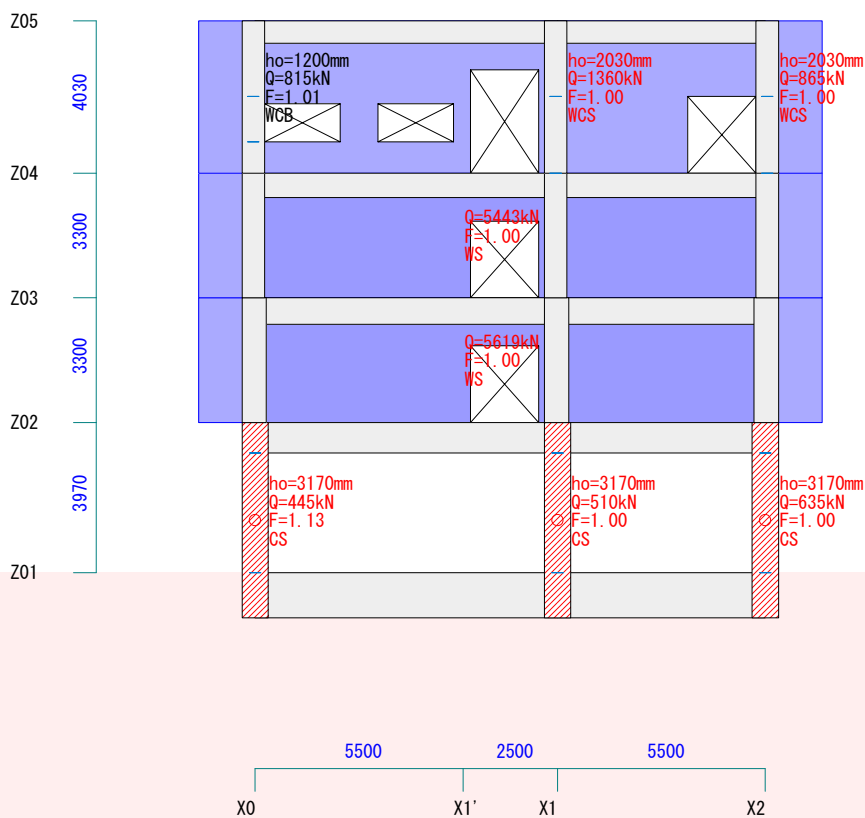 Z05
4030
ho=1200mm
Q=815kN
F=1.01
WCB
ho=2030mm
Q=1360kN
F=1.00
WCS
ho=2030mm
Q=865kN
F=1.00
WCS
Z04
3300
Q=5443kN
F=1.00
WS
Z03
3300
Q=5619kN
F=1.00
WS
Z02
3970
ho=3170mm
Q=445kN
F=1.13
CS
ho=3170mm
Q=510kN
F=1.00
CS
ho=3170mm
Q=635kN
F=1.00
CS
Z01
5500 2500 5500
X0 X1' X1 X2